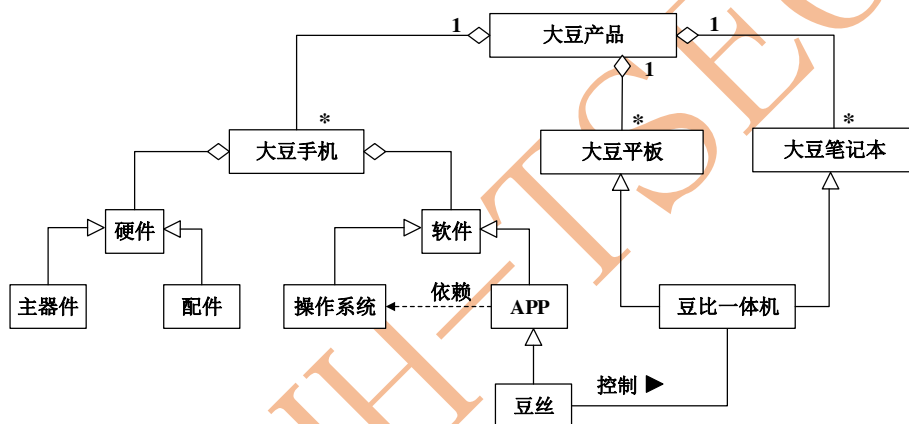 大豆产品
1
1
1
*
*
*
大豆手机
大豆平板
大豆笔记本
硬件
软件
主器件
配件
操作系统
依赖
APP
豆比一体机
控制 ▶
豆丝
JH-TSEC